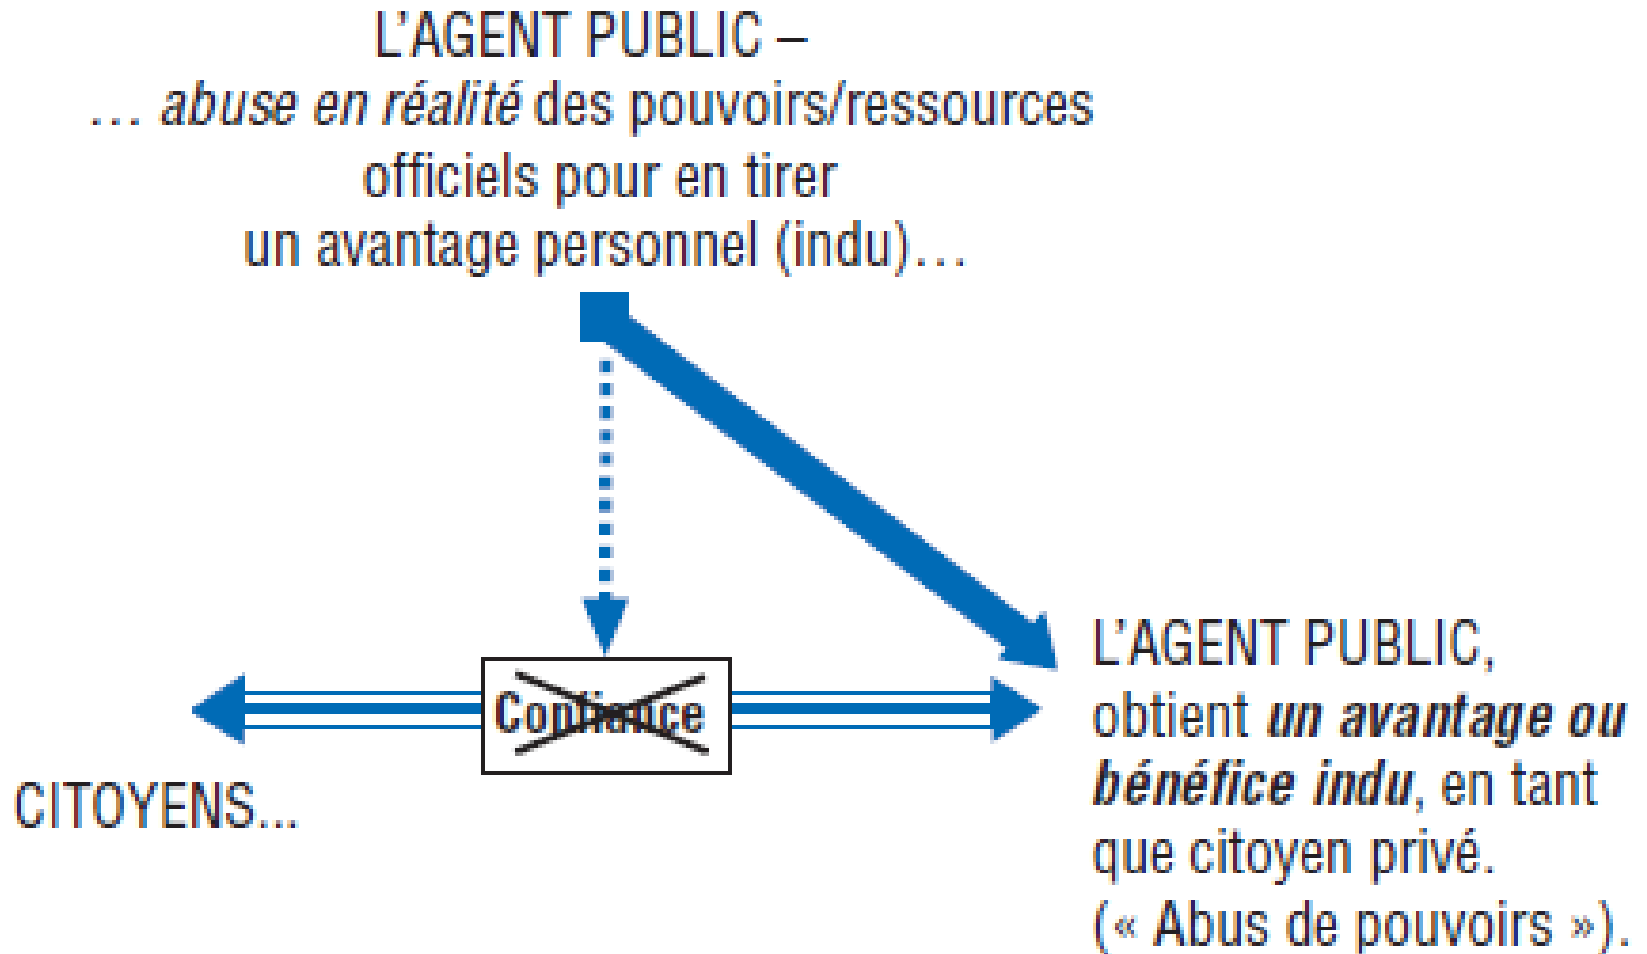 L’AGENT PUBLIC –
… abuse en réalité des pouvoirs/ressources
officiels pour en tirer
un avantage personnel (indu)…
Confiance
CITOYENS...
L’AGENT PUBLIC,
obtient un avantage ou
bénéfice indu, en tant
que citoyen privé.
(« Abus de pouvoirs »).